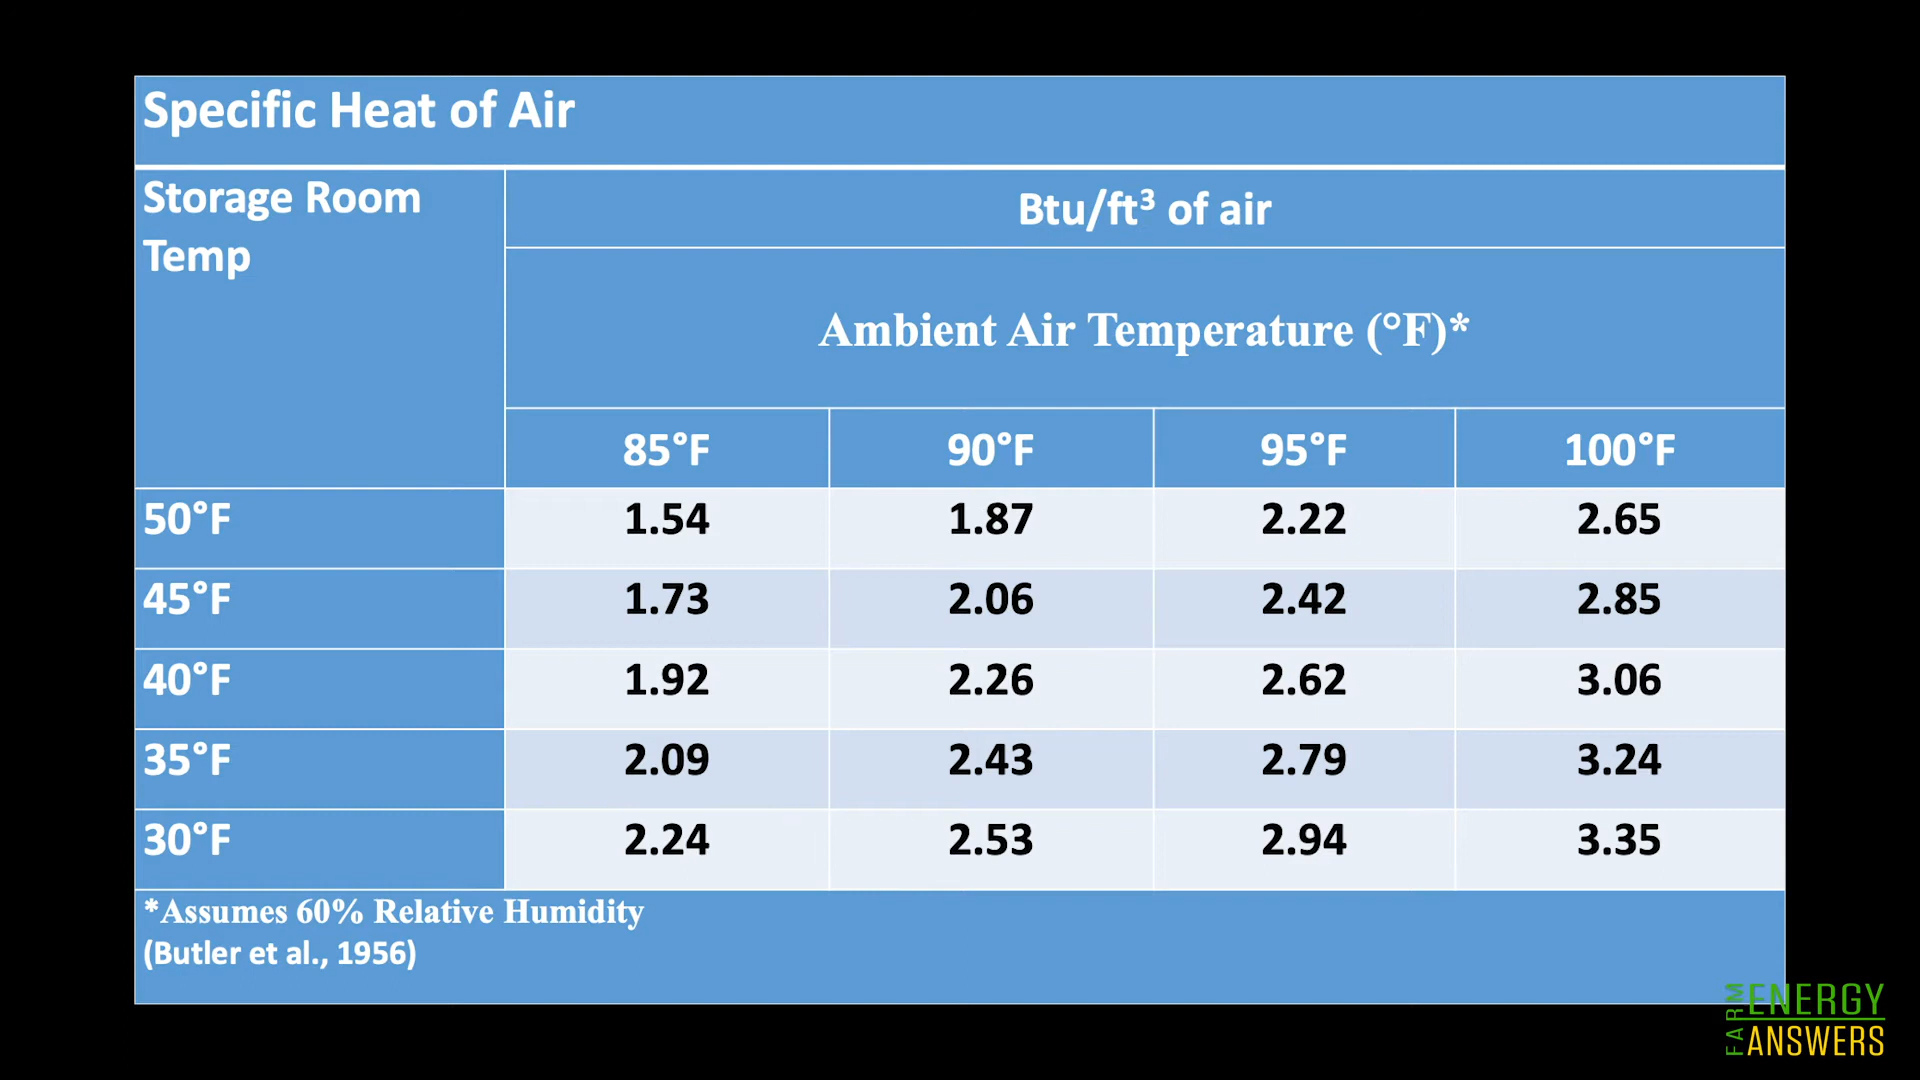 Specific Heat of Air
Storage Room
Temp
Btu/ft³ of air
Ambient Air Temperature (°F)*
85°F 90°F 95°F 100°F
50°F 1.54 1.87 2.22 2.65
45°F 1.73 2.06 2.42 2.85
40°F 1.92 2.26 2.62 3.06
35°F 2.09 2.43 2.79 3.24
30°F 2.24 2.53 2.94 3.35
*Assumes 60% Relative Humidity
(Butler et al., 1956)
FARM
ENERGY
ANSWERS